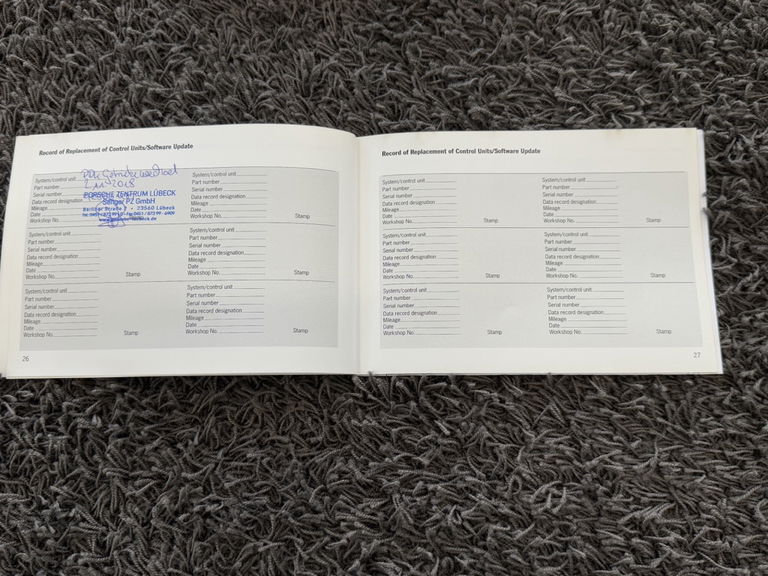 Record of Replacement of Control Units/Software Update
System/control unit
Part number
Serial number
Data record designation
Mileage
Date
Workshop No.
Getriebe wechsel
2018
PORSCHE ZENTRUM LÜBECK
PZ GmbH
Berliner Straße • 23560 Lübeck
System/control unit
Part number
Serial number
Data record designation
Mileage
Date
Workshop No. Stamp
System/control unit
Part number
Serial number
Data record designation
Mileage
Date
Workshop No. Stamp
System/control unit
Part number
Serial number
Data record designation
Mileage
Date
Workshop No. Stamp
System/control unit
Part number
Serial number
Data record designation
Mileage
Date
Workshop No. Stamp
System/control unit
Part number
Serial number
Data record designation
Mileage
Date
Workshop No. Stamp
26
Record of Replacement of Control Units/Software Update
System/control unit
Part number
Serial number
Data record designation
Mileage
Date
Workshop No. Stamp
System/control unit
Part number
Serial number
Data record designation
Mileage
Date
Workshop No. Stamp
System/control unit
Part number
Serial number
Data record designation
Mileage
Date
Workshop No. Stamp
System/control unit
Part number
Serial number
Data record designation
Mileage
Date
Workshop No. Stamp
System/control unit
Part number
Serial number
Data record designation
Mileage
Date
Workshop No. Stamp
System/control unit
Part number
Serial number
Data record designation
Mileage
Date
Workshop No. Stamp
27